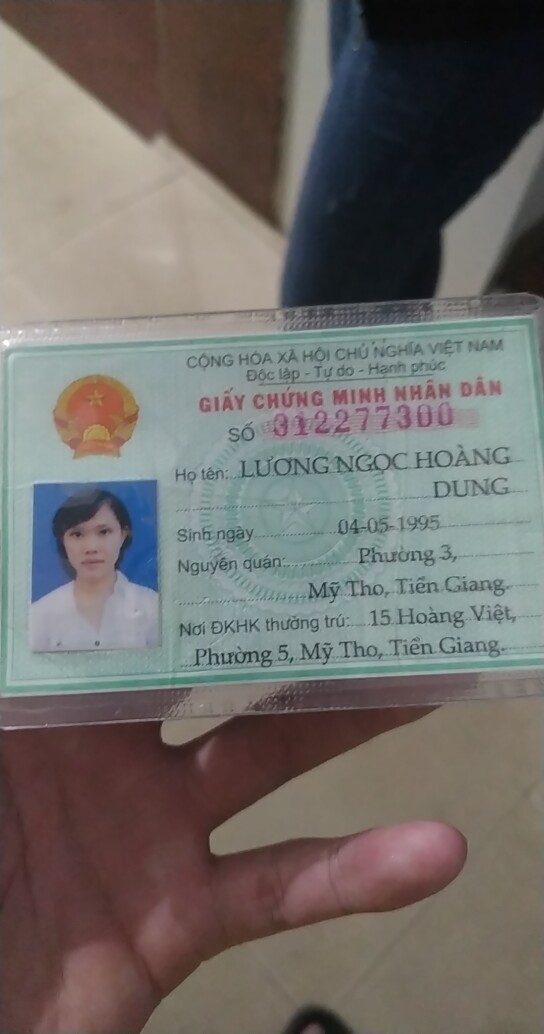 CỘNG HÒA XÃ HỘI CHỦ NGHĨA VIỆT NAM
Độc lập - Tự do - Hạnh phúc
GIẤY CHỨNG MINH NHÂN DÂN
SỐ 312277300
Họ tên: LƯƠNG NGỌC HOÀNG
DUNG
Sinh ngày 04-05-1995
Nguyên quán: Phường 3,
Mỹ Tho, Tiền Giang.
Nơi ĐKHK thường trú: 15 Hoàng Việt,
Phường 5, Mỹ Tho, Tiền Giang.